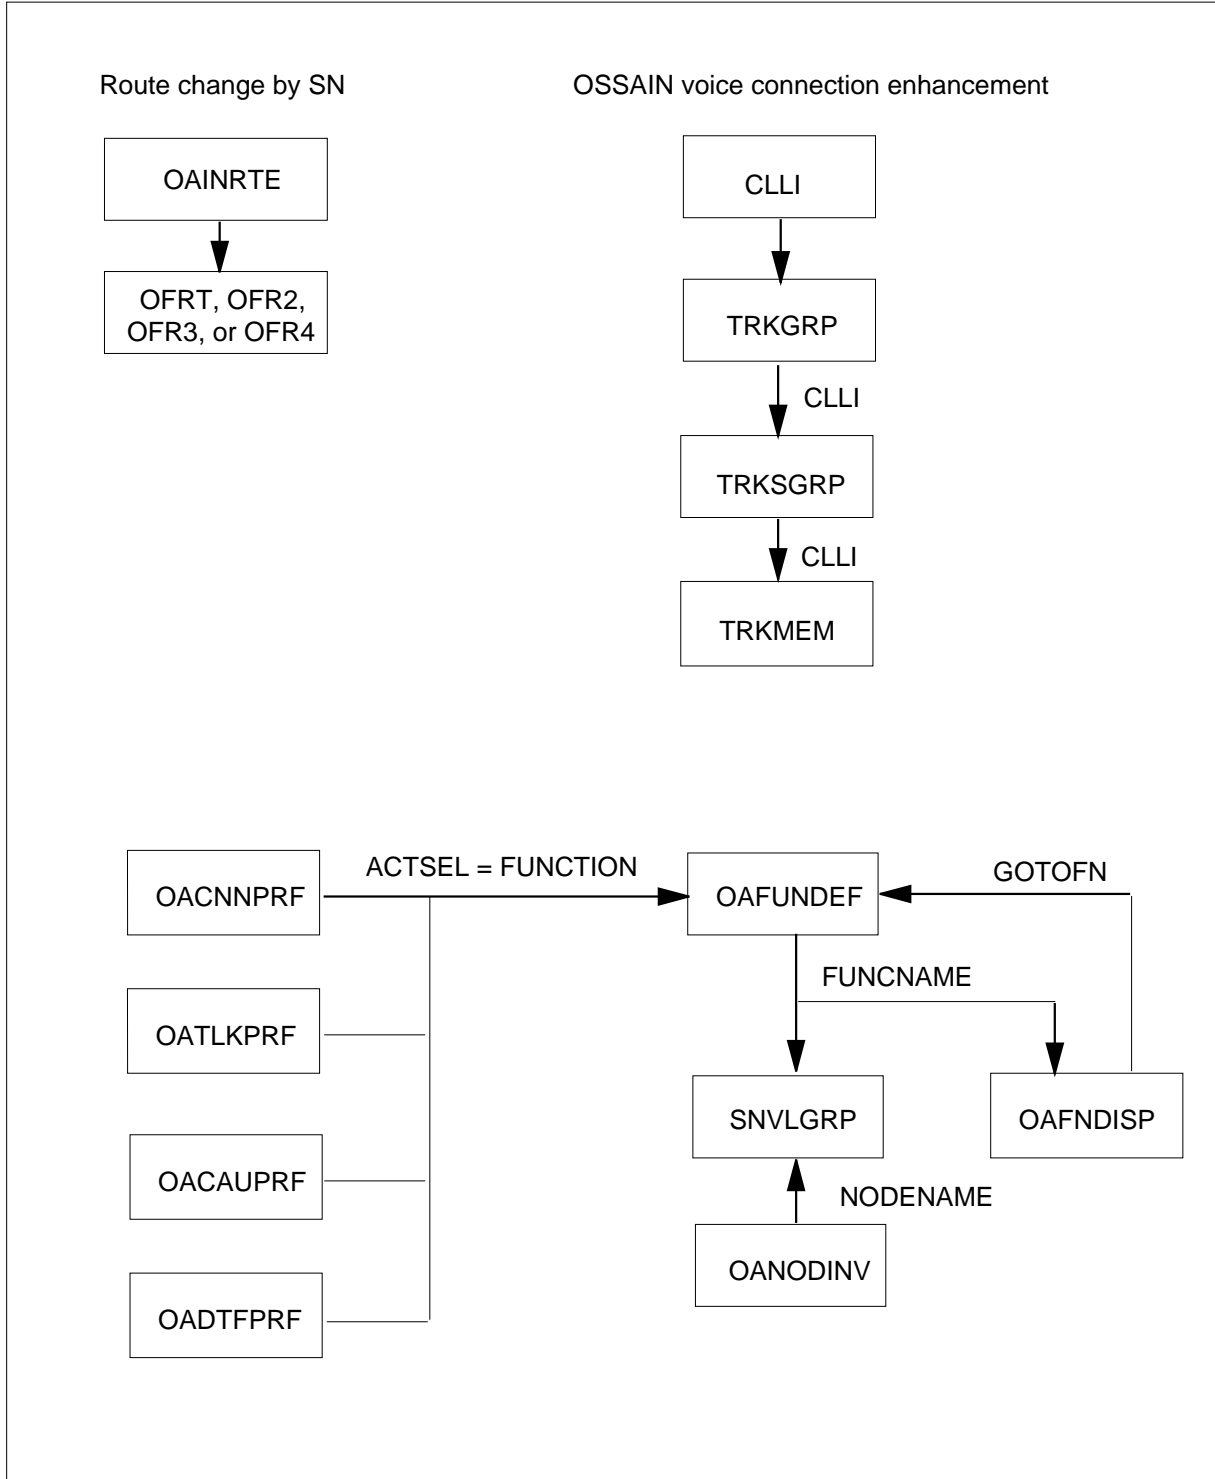 Route change by SN
OSSAIN voice connection enhancement
OAINRTE
OFRT, OFR2,
OFR3, or OFR4
CLLI
TRKGRP
CLLI
TRKSGRP
CLLI
TRKMEM
OACNNPRF
ACTSEL = FUNCTION
OAFUNDEF
GOTOFN
FUNCNAME
OATLKPRF
SNVLGRP
OAFNDISP
OACAUPRF
NODENAME
OANODINV
OADTFPRF